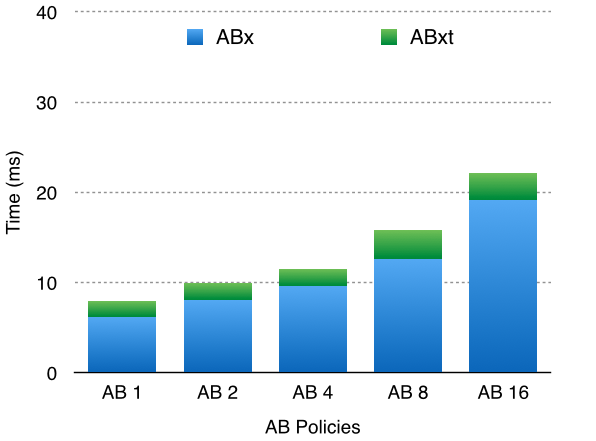 40
ABx ABxt
30
20
10
0
Time (ms)
AB 1 AB 2 AB 4 AB 8 AB 16
AB Policies